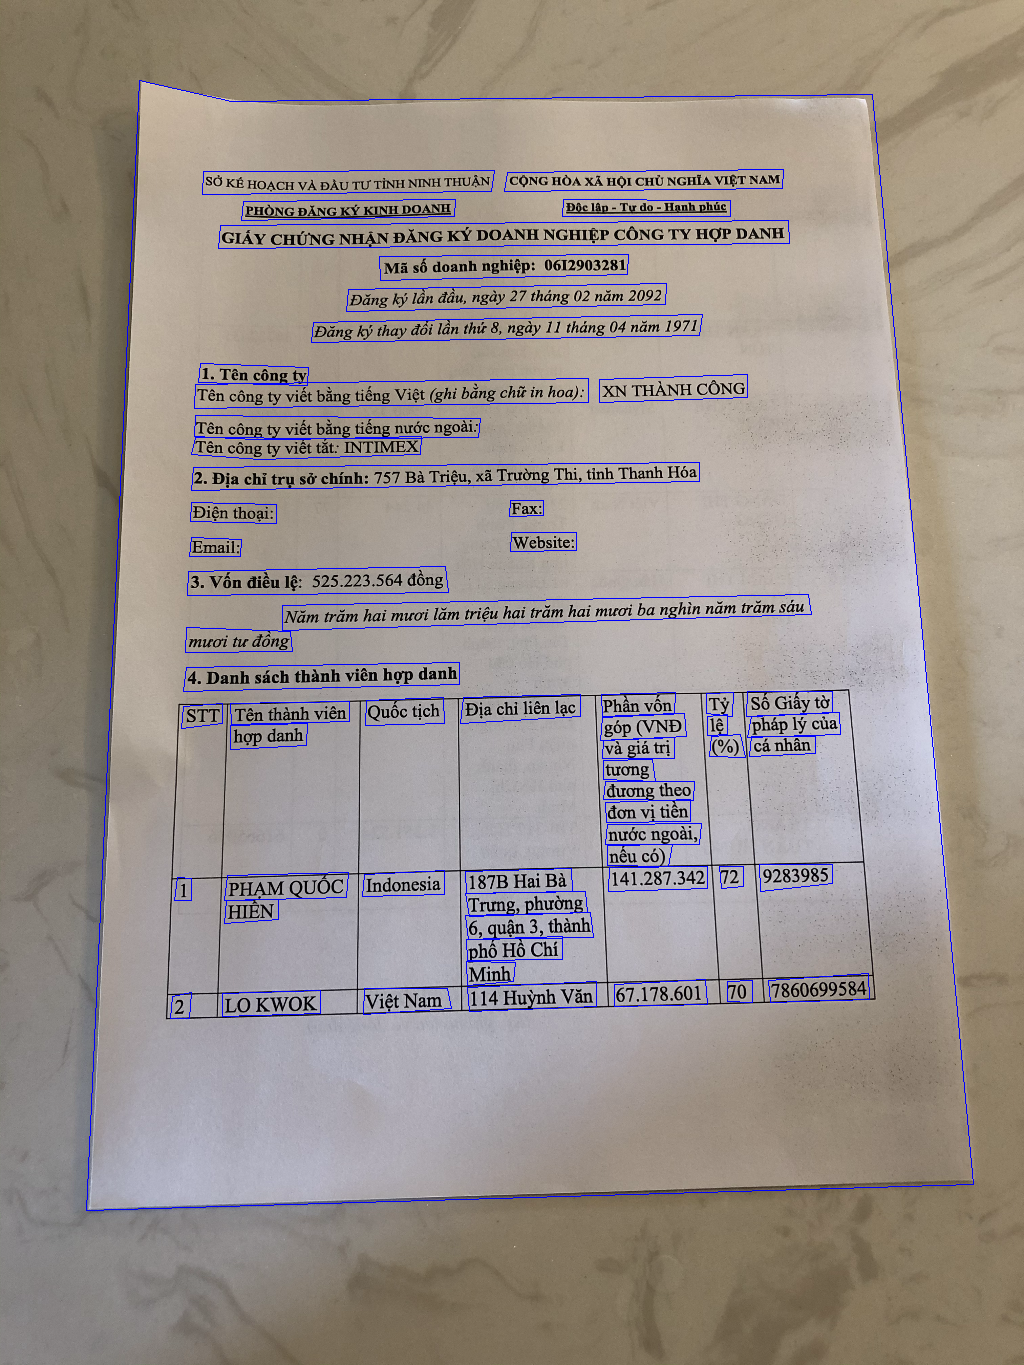 SỞ KẾ HOẠCH VÀ ĐẦU TƯ TỈNH NINH THUẬN
CỘNG HÒA XÃ HỘI CHỦ NGHĨA VIỆT NAM
PHÒNG ĐĂNG KÝ KINH DOANH
Độc lập - Tự do - Hạnh phúc
GIẤY CHỨNG NHẬN ĐĂNG KÝ DOANH NGHIỆP CÔNG TY HỢP DANH
Mã số doanh nghiệp: 06I2903281
Đăng ký lần đầu, ngày 27 tháng 02 năm 2092
Đăng ký thay đổi lần thứ 8, ngày 11 tháng 04 năm 1971
1. Tên công ty
Tên công ty viết bằng tiếng Việt (ghi bằng chữ in hoa): XN THÀNH CÔNG
Tên công ty viết bằng tiếng nước ngoài:
Tên công ty viết tắt: INTIMEX
2. Địa chỉ trụ sở chính: 757 Bà Triệu, xã Trường Thi, tỉnh Thanh Hóa
Điện thoại:
Fax:
Email:
Website:
3. Vốn điều lệ: 525.223.564 đồng
Năm trăm hai mươi lăm triệu hai trăm hai mươi ba nghìn năm trăm sáu
mươi tư đồng
4. Danh sách thành viên hợp danh
STT
Tên thành viên
hợp danh
Quốc tịch
Địa chỉ liên lạc
Phần vốn
góp (VNĐ
và giá trị
tương
đương theo
đơn vị tiền
nước ngoài,
nếu có)
Tỷ
lệ
(%)
Số Giấy tờ
pháp lý của
cá nhân
1
PHẠM QUỐC
HIỀN
Indonesia
187B Hai Bà
Trưng, phường
6, quận 3, thành
phố Hồ Chí
Minh
141.287.342
72
9283985
2
LO KWOK
Việt Nam
114 Huỳnh Văn
67.178.601
70
7860699584